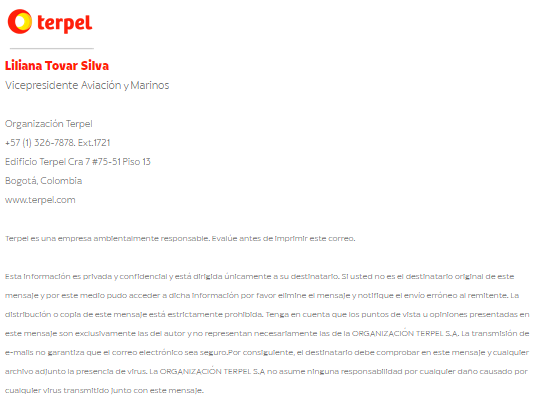 terpel
Liliana Tovar Silva
Vicepresidente Aviación y Marinos
Organización Terpel
+57 (1) 326-7878. Ext.1721
Edificio Terpel Cra 7 #75-51 Piso 13
Bogotá, Colombia
www.terpel.com
Terpel es una empresa ambientalmente responsable. Evalúe antes de imprimir este correo.
Esta información es privada y confidencial y está dirigida únicamente a su destinatario. Si usted no es el destinatario original de este
mensaje y por este medio pudo acceder a dicha información por favor elimine el mensaje y notifique el envío erróneo al remitente. La
distribución o copia de este mensaje está estrictamente prohibida. Tenga en cuenta que los puntos de vista u opiniones presentadas en
este mensaje son exclusivamente las del autor y no representan necesariamente las de la ORGANIZACION TERPEL S.A. La transmisión de
e-mails no garantiza que el correo electrónico sea seguro.Por consiguiente, el destinatario debe comprobar en este mensaje y cualquier
archivo adjunto la presencia de virus. La ORGANIZACIÓN TERPEL S.A no asume ninguna responsabilidad por cualquier daño causado por
cualquier virus transmitido junto con este mensaje.